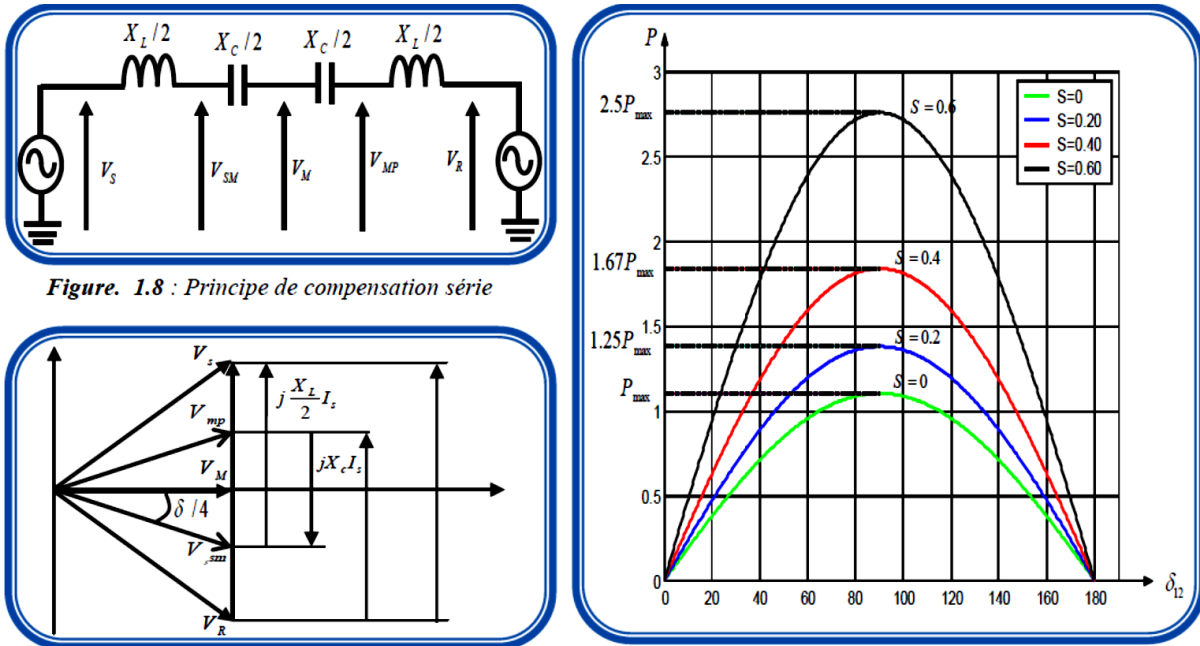 X_L/2
X_C/2
X_C/2
X_L/2
V_S
V_SM
V_M
V_MP
V_R
Figure. 1.8 : Principe de compensation série
V_s
V_mp
V_M
δ/4
V_sm
V_R
j X_L/2 I_s
jX_c I_s
P
3
2.5P_max
2.5
2
1.67P_max
1.5
1.25P_max
P_max
1
0.5
0
S = 0.6
S = 0.4
S = 0.2
S = 0
S=0
S=0.20
S=0.40
S=0.60
0 20 40 60 80 100 120 140 160 180
δ_12